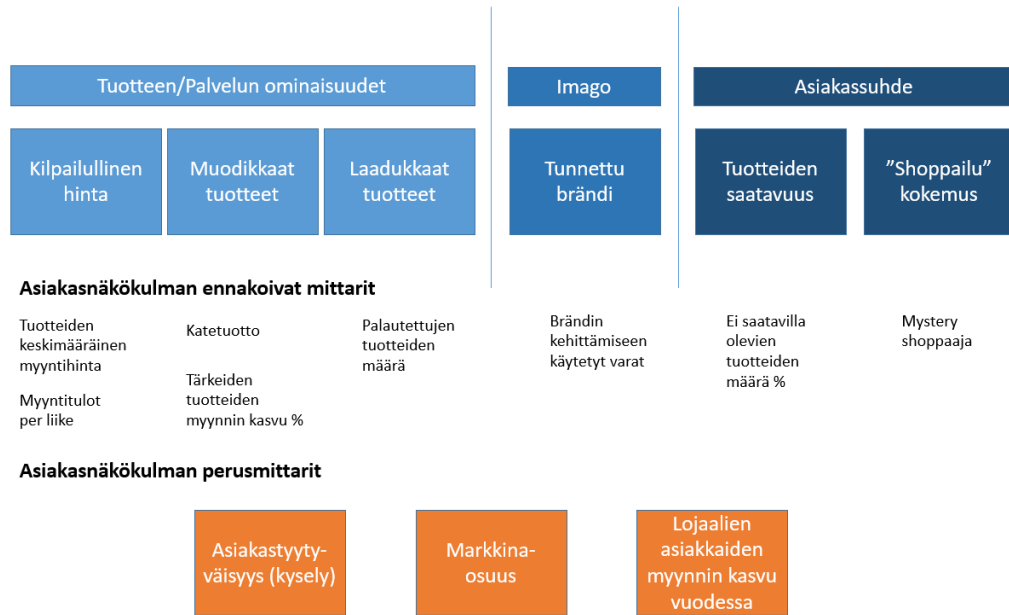 Tuotteen/Palvelun ominaisuudet
Imago
Asiakassuhde
Kilpailullinen
hinta
Muodikkaat
tuotteet
Laadukkaat
tuotteet
Tunnettu
brändi
Tuotteiden
saatavuus
”Shoppailu”
kokemus
Asiakasnäkökulman ennakoivat mittarit
Tuotteiden
keskimääräinen
myyntihinta
Myyntitulot
per liike
Katetuotto
Tärkeiden
tuotteiden
myynnin kasvu %
Palautettujen
tuotteiden
määrä
Brändin
kehittämiseen
käytetyt varat
Ei saatavilla
olevien
tuotteiden
määrä %
Mystery
shoppaaja
Asiakasnäkökulman perusmittarit
Asiakastyyty-
väisyys (kysely)
Markkina-
osuus
Lojaalien
asiakkaiden
myynnin kasvu
vuodessa